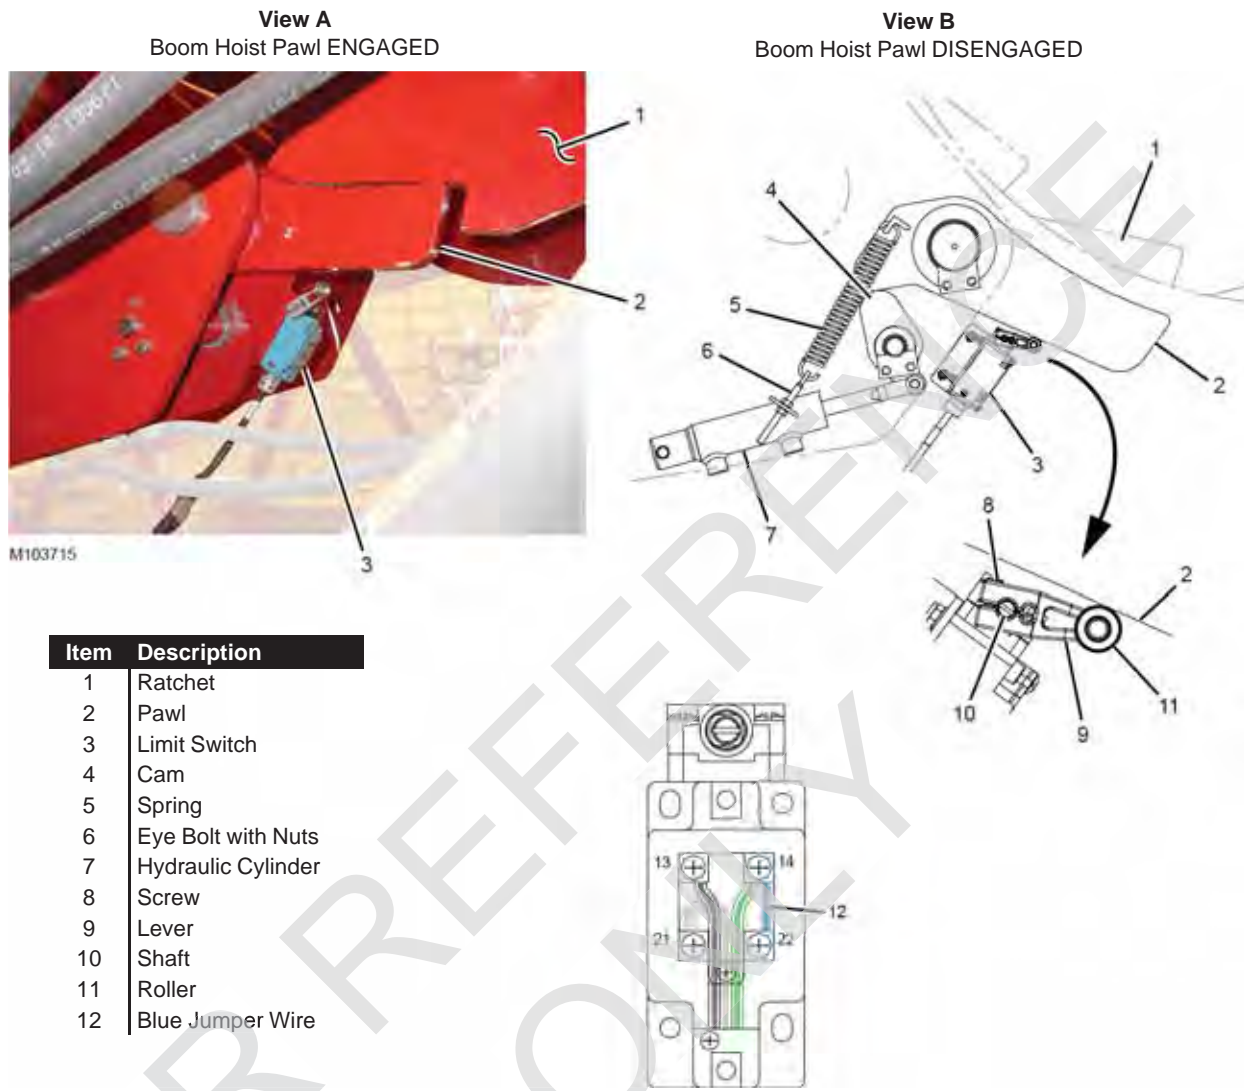 View A
Boom Hoist Pawl ENGAGED
View B
Boom Hoist Pawl DISENGAGED
1
2
3
M103715
1
4
5
6
2
3
7
8
2
10
9
11
Item Description
1 Ratchet
2 Pawl
3 Limit Switch
4 Cam
5 Spring
6 Eye Bolt with Nuts
7 Hydraulic Cylinder
8 Screw
9 Lever
10 Shaft
11 Roller
12 Blue Jumper Wire
13
14
12
21
22
REFERENCE
ONLY